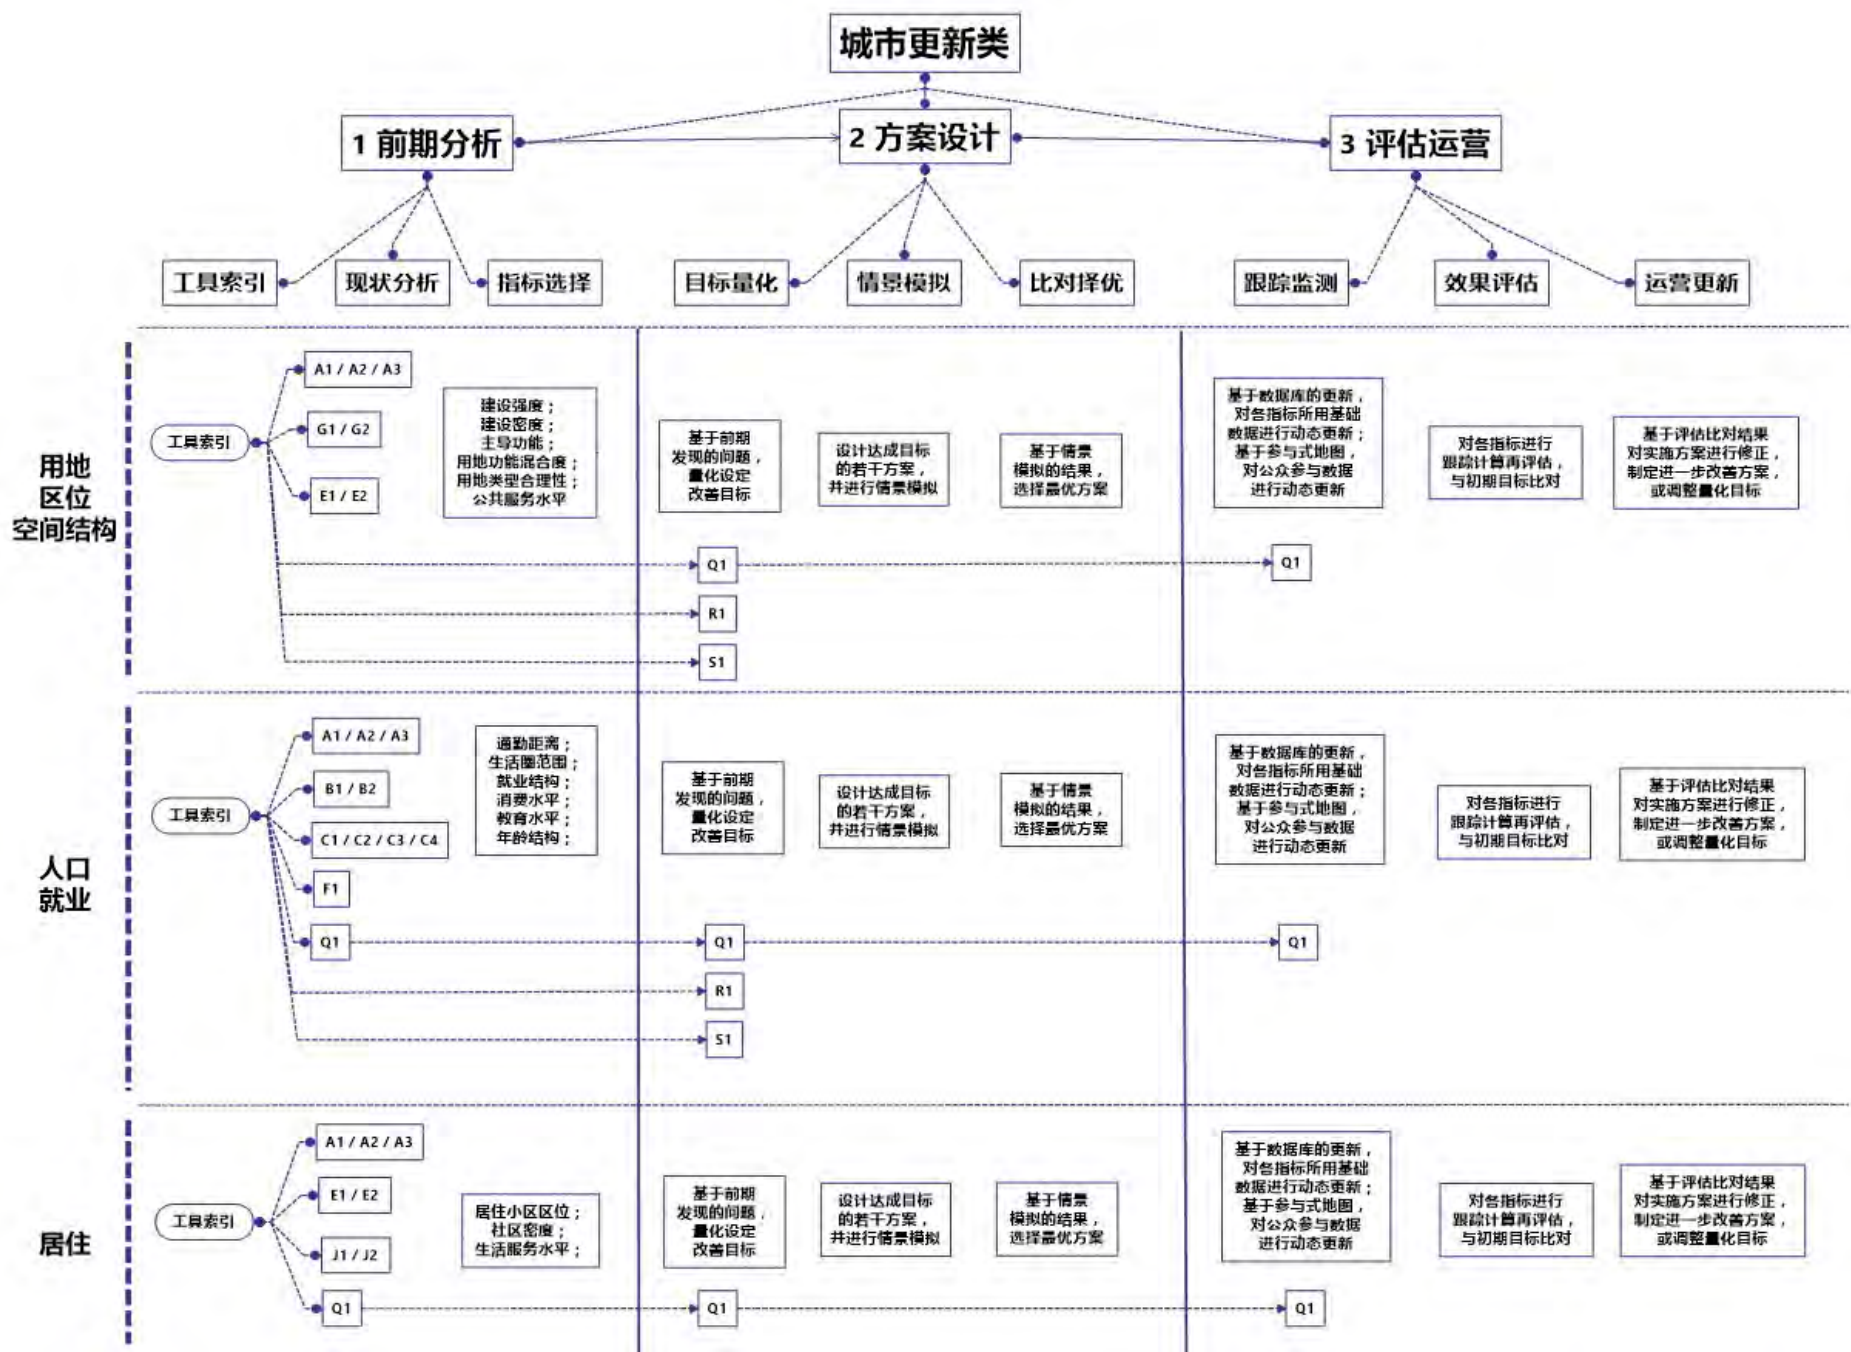 城市更新类
1 前期分析
2 方案设计
3 评估运营
工具索引
现状分析
指标选择
目标量化
情景模拟
比对择优
跟踪监测
效果评估
运营更新
用地
区位
空间结构
工具索引
A1 / A2 / A3
G1 / G2
E1 / E2
建设强度；
建设密度；
主导功能；
用地功能混合度；
用地类型合理性；
公共服务水平
基于前期
发现的问题，
量化设定
改善目标
设计达成目标
的若干方案，
并进行情景模拟
基于情景
模拟的结果，
选择最优方案
基于数据库的更新，
对各指标所用基础
数据进行动态更新；
基于参与式地图，
对公众参与数据
进行动态更新
对各指标进行
跟踪计算再评估，
与初期目标比对
基于评估比对结果
对实施方案进行修正，
制定进一步改善方案，
或调整量化目标
Q1
Q1
R1
S1
人口
就业
工具索引
A1 / A2 / A3
B1 / B2
C1 / C2 / C3 / C4
F1
Q1
通勤距离；
生活圈范围；
就业结构；
消费水平；
教育水平；
年龄结构；
基于前期
发现的问题，
量化设定
改善目标
设计达成目标
的若干方案，
并进行情景模拟
基于情景
模拟的结果，
选择最优方案
基于数据库的更新，
对各指标所用基础
数据进行动态更新；
基于参与式地图，
对公众参与数据
进行动态更新
对各指标进行
跟踪计算再评估，
与初期目标比对
基于评估比对结果
对实施方案进行修正，
制定进一步改善方案，
或调整量化目标
Q1
Q1
R1
S1
居住
工具索引
A1 / A2 / A3
E1 / E2
J1 / J2
Q1
居住小区区位；
社区密度；
生活服务水平；
基于前期
发现的问题，
量化设定
改善目标
设计达成目标
的若干方案，
并进行情景模拟
基于情景
模拟的结果，
选择最优方案
基于数据库的更新，
对各指标所用基础
数据进行动态更新；
基于参与式地图，
对公众参与数据
进行动态更新
对各指标进行
跟踪计算再评估，
与初期目标比对
基于评估比对结果
对实施方案进行修正，
制定进一步改善方案，
或调整量化目标
Q1
Q1